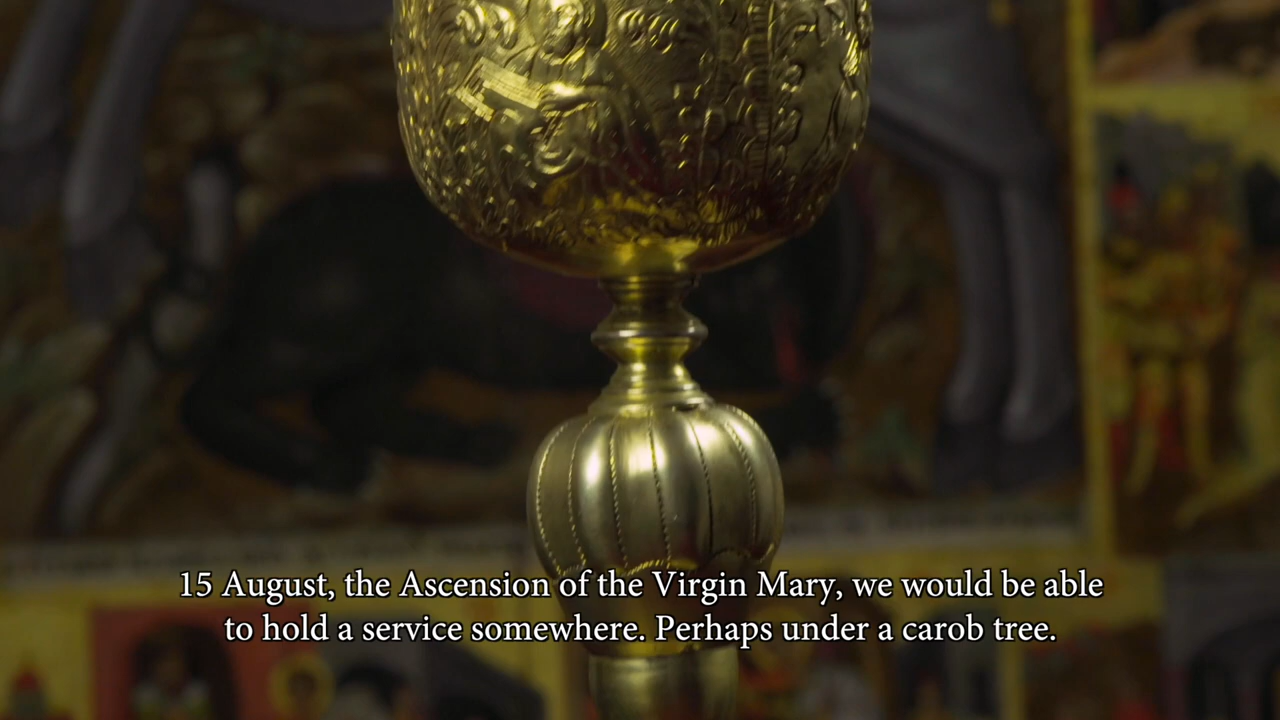 15 August, the Ascension of the Virgin Mary, we would be able
to hold a service somewhere. Perhaps under a carob tree.